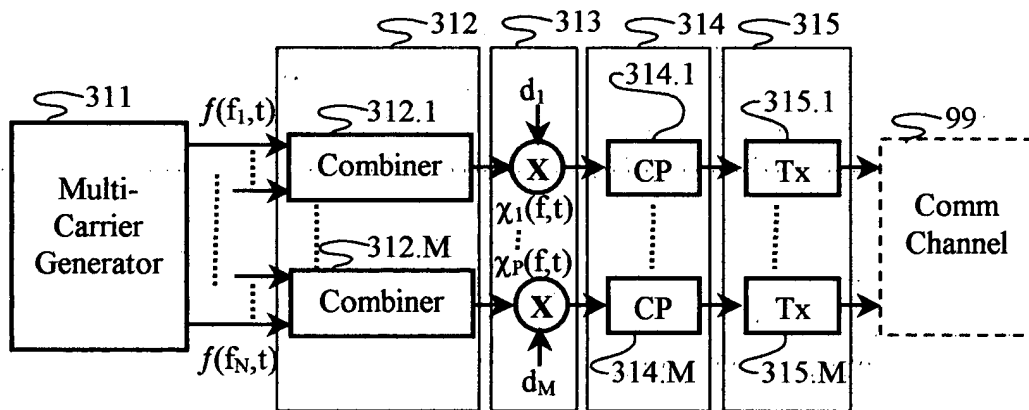 311
312
313
314
315
f(f₁,t)
312.1
d₁
314.1
315.1
99
Multi-
Carrier
Generator
Combiner
X
CP
Tx
χ₁(f,t)
Comm
Channel
312.M
χP(f,t)
Combiner
X
CP
Tx
f(fN,t)
dM
314.M
315.M